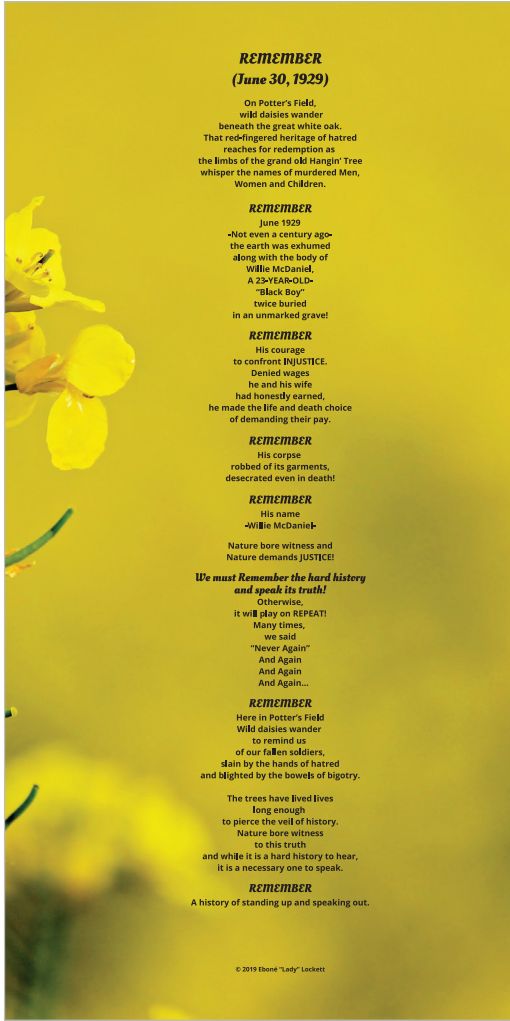 REMEMBER
(June 30, 1929)
On Potter's Field,
wild daisies wander
beneath the great white oak.
That red-fingered heritage of hatred
reaches for redemption as
the limbs of the grand old Hangin' Tree
whisper the names of murdered Men,
Women and Children.
REMEMBER
June 1929
-Not even a century ago-
the earth was exhumed
along with the body of
Willie McDaniel,
A 23-YEAR-OLD-
"Black Boy"
twice buried
in an unmarked grave!
REMEMBER
His courage
to confront INJUSTICE.
Denied wages
he and his wife
had honestly earned,
he made the life and death choice
of demanding their pay.
REMEMBER
His corpse
robbed of its garments,
desecrated even in death!
REMEMBER
His name
-Willie McDaniel-
Nature bore witness and
Nature demands JUSTICE!
We must Remember the hard history
and speak its truth!
Otherwise,
it will play on REPEAT!
Many times,
we said
"Never Again"
And Again
And Again
And Again...
REMEMBER
Here in Potter's Field
Wild daisies wander
to remind us
of our fallen soldiers,
slain by the hands of hatred
and blighted by the bowels of bigotry.
The trees have lived lives
long enough
to pierce the veil of history.
Nature bore witness
to this truth
and while it is a hard history to hear,
it is a necessary one to speak.
REMEMBER
A history of standing up and speaking out.
© 2019 Eboné "Lady" Lockett